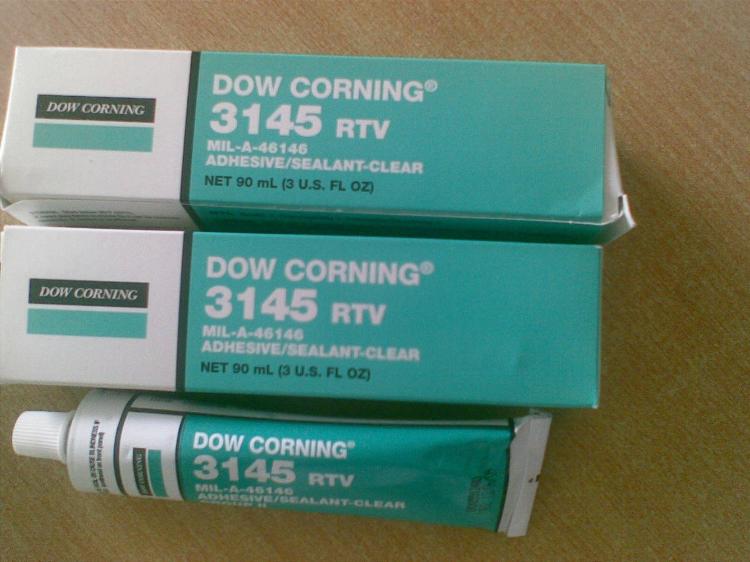 DOW CORNING
DOW CORNING®
3145 RTV
MIL-A-46146
ADHESIVE/SEALANT-CLEAR
NET 90 mL (3 U.S. FL OZ)
DOW CORNING
DOW CORNING®
3145 RTV
MIL-A-46146
ADHESIVE/SEALANT-CLEAR
NET 90 mL (3 U.S. FL OZ)
DOW CORNING
DOW CORNING®
3145 RTV
MIL-A-46146
ADHESIVE/SEALANT-CLEAR